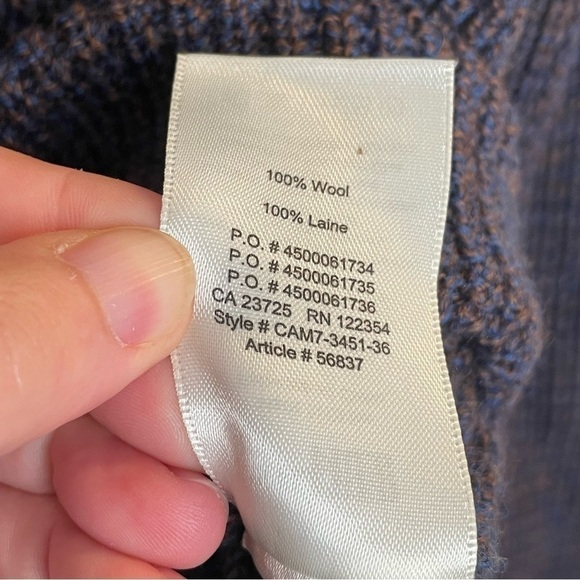 100% Wool
100% Laine
P.O. # 4500061734
P.O. # 4500061735
P.O. # 4500061736
CA 23725 RN 122354
Style # CAM7-3451-36
Article # 56837